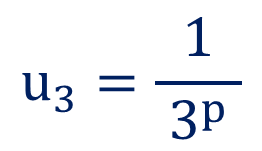 u₃ = 1/3ᵖ